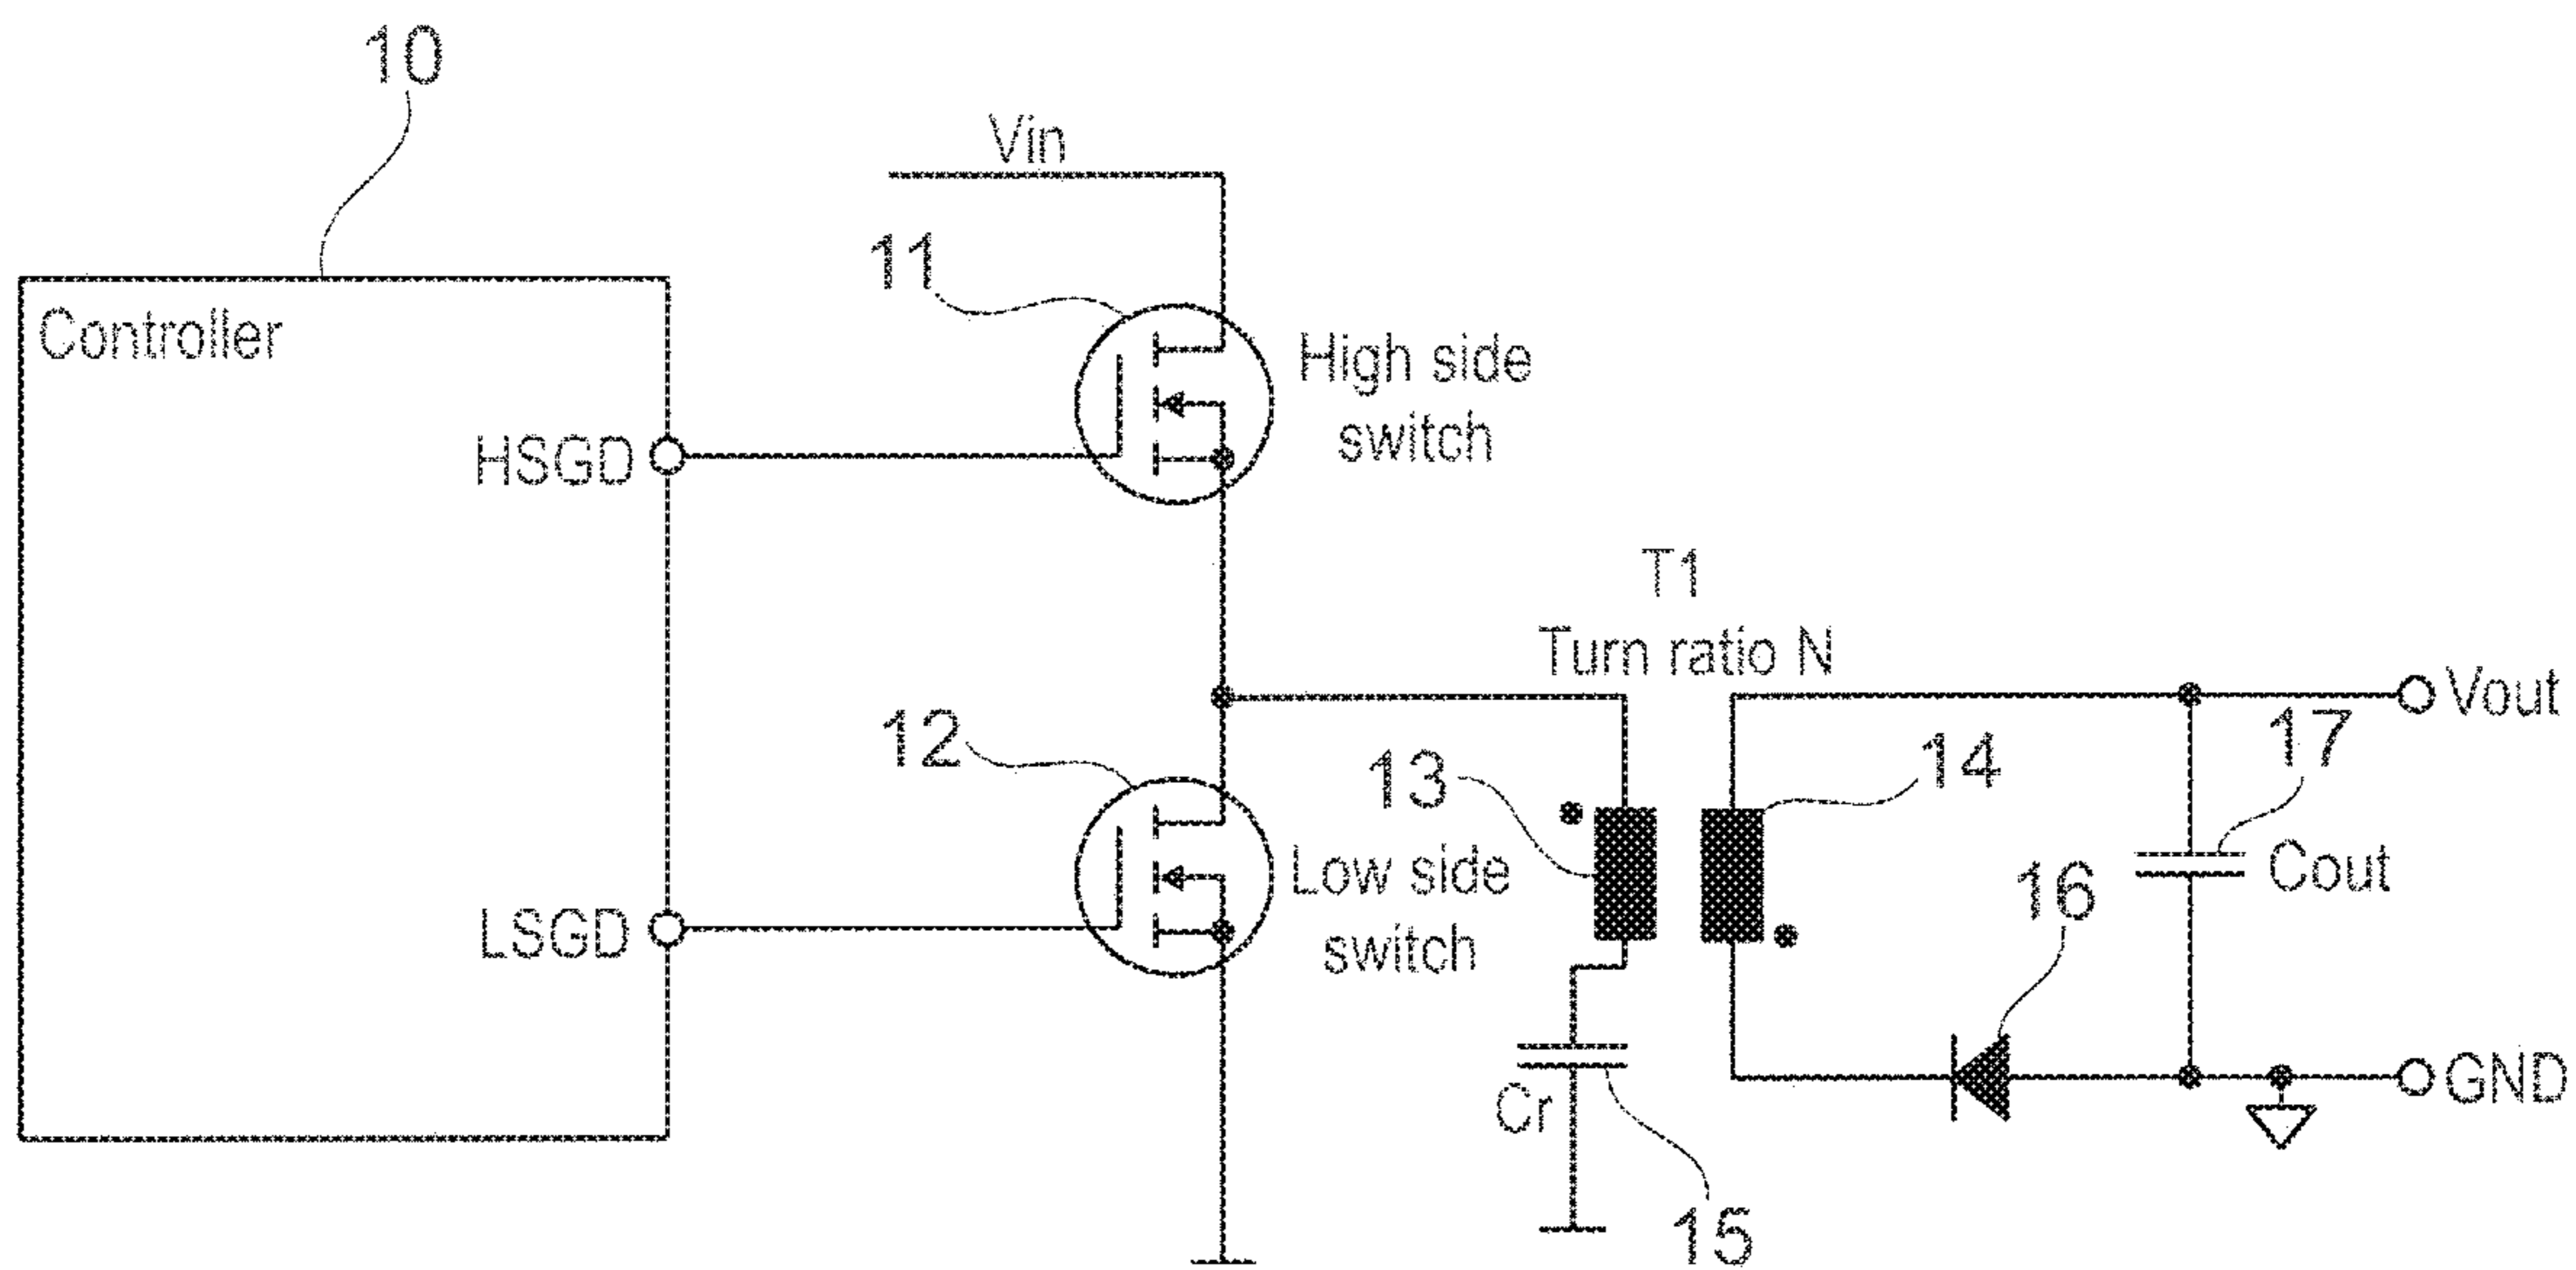 10
Vin
11
Controller
High side
switch
HSGD
T1
Turn ratio N
Vout
12
13
14
17
Low side
switch
Cout
16
LSGD
Cr
GND
15